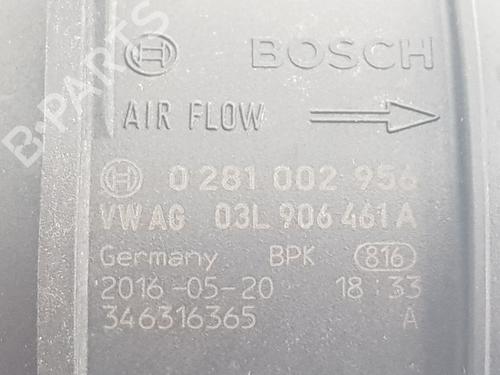 BOSCH
AIR FLOW
0 281 002 956
VW AG 03L 906 461 A
Germany BPK 816
2016-05-20 18:33
346316365 A
B-PARTS